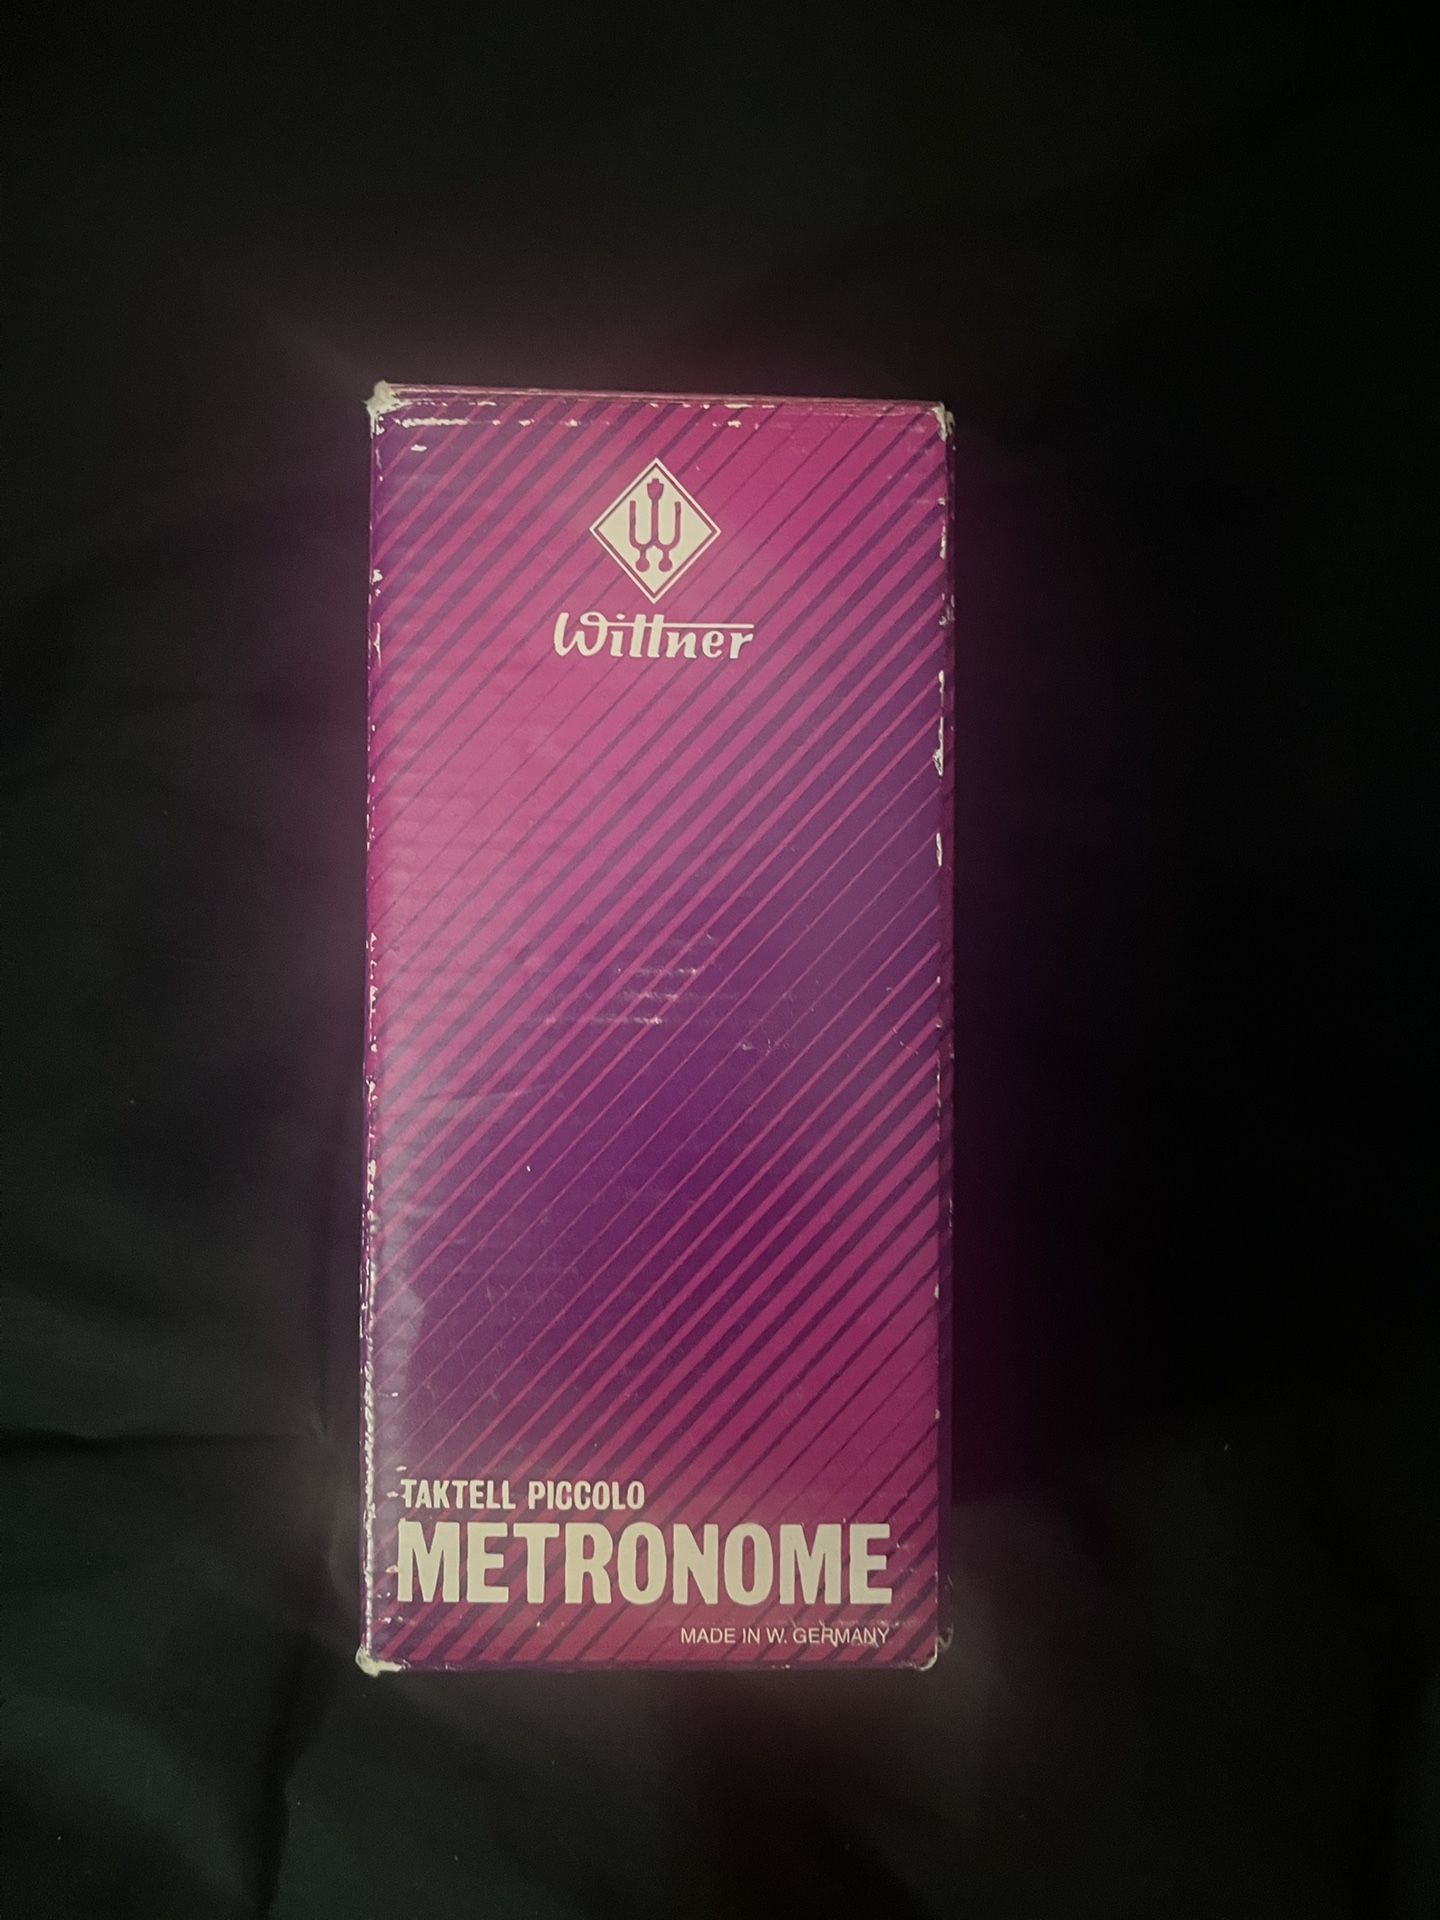 Wittner
TAKTELL PICCOLO
METRONOME
MADE IN W. GERMANY